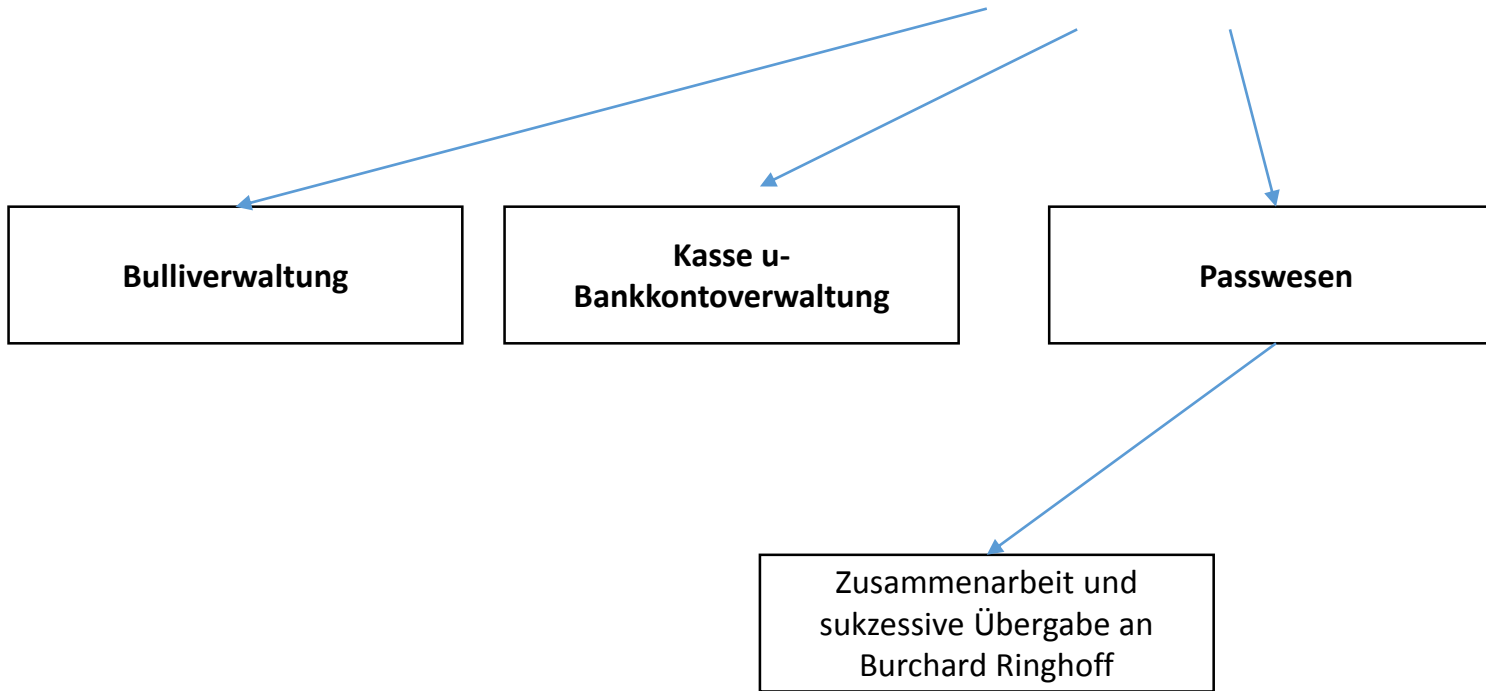 Bulliverwaltung
Kasse u-
Bankkontoverwaltung
Passwesen
Zusammenarbeit und
sukzessive Übergabe an
Burchard Ringhoff